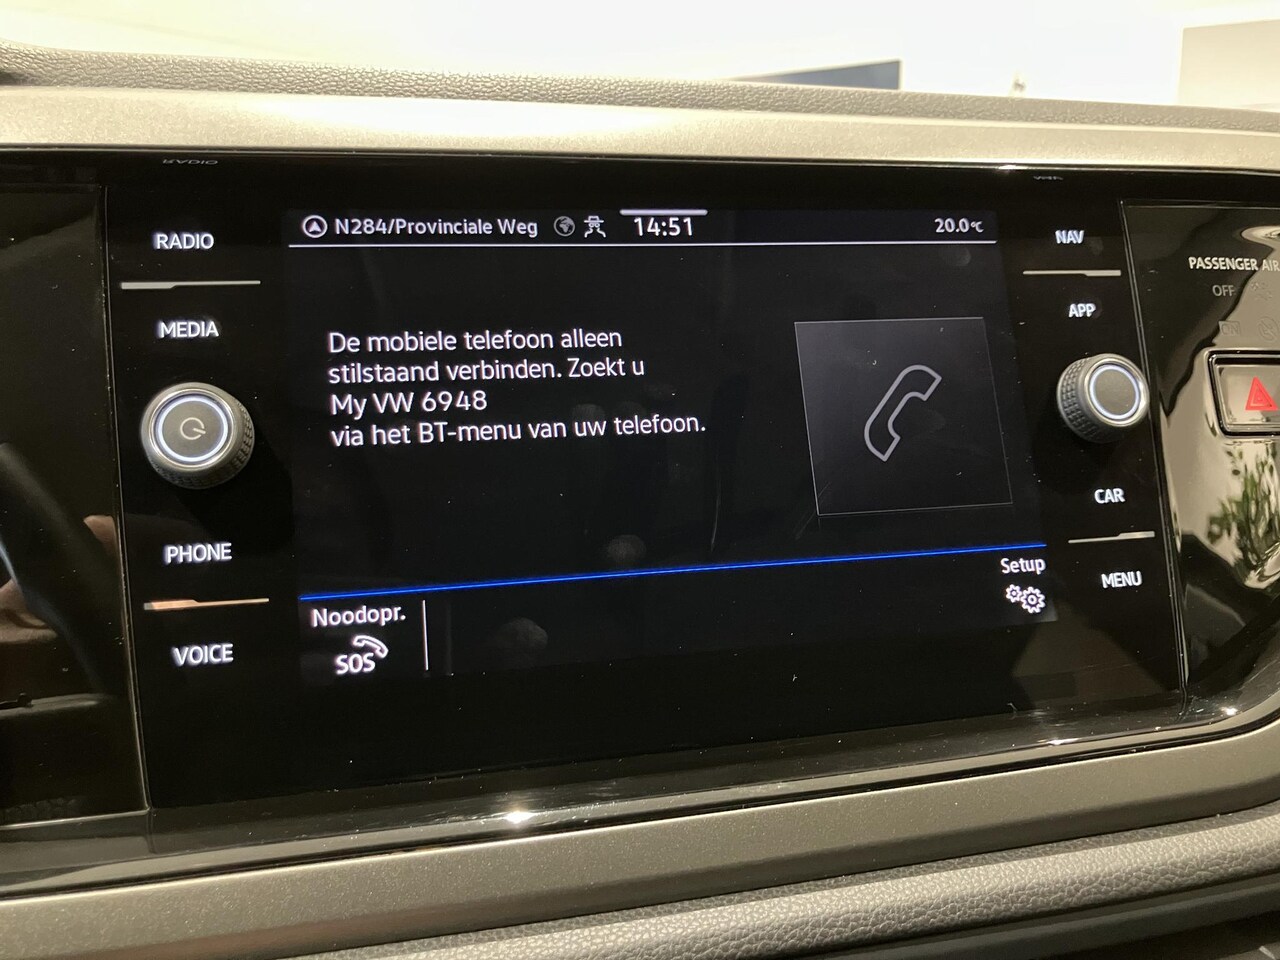 RADIO
MEDIA
PHONE
VOICE
N284/Provinciale Weg
14:51
20.0°C
De mobiele telefoon alleen
stilstaand verbinden. Zoekt u
My VW 6948
via het BT-menu van uw telefoon.
Noodopr.
SOS
Setup
NAV
APP
CAR
MENU
PASSENGER AIR
OFF